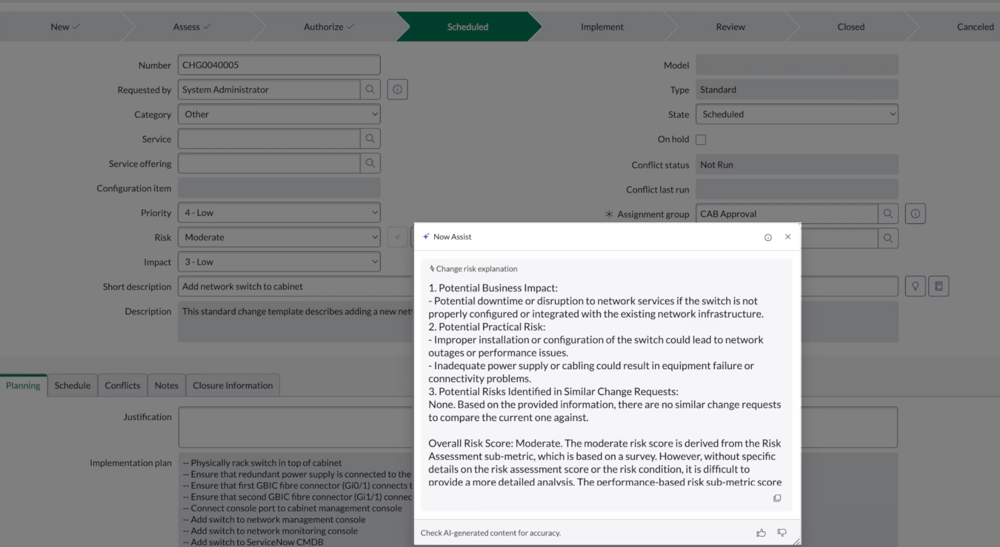 New
Assess
Authorize
Scheduled
Implement
Review
Closed
Canceled
Number
CHG0040005
Requested by
System Administrator
Category
Other
Service
Service offering
Configuration item
Priority
4 - Low
Risk
Moderate
Impact
3 - Low
Short description
Add network switch to cabinet
Description
This standard change template describes adding a new
Model
Type
Standard
State
Scheduled
On hold
Conflict status
Not Run
Conflict last run
Assignment group
CAB Approval
Now Assist
Change risk explanation
1. Potential Business Impact:
- Potential downtime or disruption to network services if the switch is not
properly configured or integrated with the existing network infrastructure.
2. Potential Practical Risk:
- Improper installation or configuration of the switch could lead to network
outages or performance issues.
- Inadequate power supply or cabling could result in equipment failure or
connectivity problems.
3. Potential Risks Identified in Similar Change Requests:
None. Based on the provided information, there are no similar change requests
to compare the current one against.
Overall Risk Score: Moderate. The moderate risk score is derived from the Risk
Assessment sub-metric, which is based on a survey. However, without specific
details on the risk assessment score or the risk condition, it is difficult to
provide a more detailed analysis. The performance-based risk sub-metric score
Check AI-generated content for accuracy.
Planning
Schedule
Conflicts
Notes
Closure Information
Justification
Implementation plan
-- Physically rack switch in top of cabinet
-- Ensure that redundant power supply is connected to the
-- Ensure that first GBIC fibre connector (Gi0/1) connects
-- Ensure that second GBIC fibre connector (Gi1/1)
-- Connect console port to cabinet management console
-- Add switch to network management console
-- Add switch to network monitoring console
-- Add switch to ServiceNow CMDB